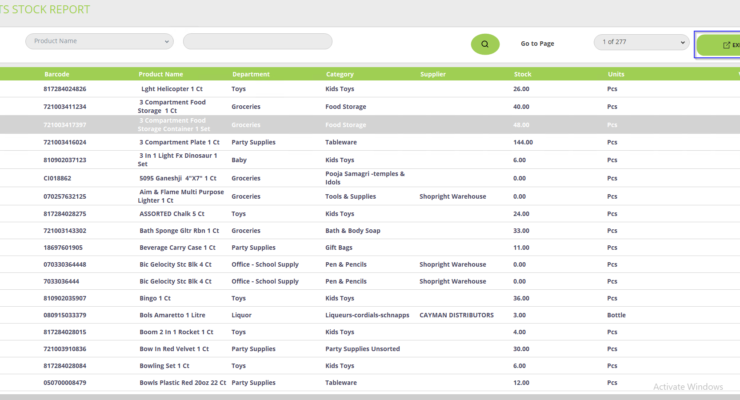 TS STOCK REPORT
Product Name
Go to Page
1 of 277
Barcode Product Name Department Category Supplier Stock Units
817284024826 Lght Helicopter 1 Ct Toys Kids Toys 26.00 Pcs
721003411234 3 Compartment Food Storage 1 Ct Groceries Food Storage 40.00 Pcs
721003417397 3 Compartment Food Storage Container 1 Set Groceries Food Storage 48.00 Pcs
721003416024 3 Compartment Plate 1 Ct Party Supplies Tableware 144.00 Pcs
810902037123 3 In 1 Light Fx Dinosaur 1 Set Baby Kids Toys 6.00 Pcs
CI018862 5095 Ganeshji 4"X7" 1 Ct Groceries Pooja Samagri -temples & Idols 0.00 Pcs
070257632125 Aim & Flame Multi Purpose Lighter 1 Ct Groceries Tools & Supplies Shopright Warehouse 0.00 Pcs
817284028275 ASSORTED Chalk 5 Ct Toys Kids Toys 24.00 Pcs
721003143302 Bath Sponge Gltr Rbn 1 Ct Groceries Bath & Body Soap 33.00 Pcs
18697601905 Beverage Carry Case 1 Ct Party Supplies Gift Bags 11.00 Pcs
070330364448 Bic Gelocity Stc Blk 4 Ct Office - School Supply Pen & Pencils Shopright Warehouse 0.00 Pcs
7033036444 Bic Gelocity Stc Blk 4 Ct Office - School Supply Pen & Pencils Shopright Warehouse 0.00 Pcs
810902035907 Bingo 1 Ct Toys Kids Toys 36.00 Pcs
080915033379 Bols Amaretto 1 Litre Liquor Liqueurs-cordials-schnapps CAYMAN DISTRIBUTORS 3.00 Bottle
817284028015 Boom 2 In 1 Rocket 1 Ct Toys Kids Toys 4.00 Pcs
721003910836 Bow In Red Velvet 1 Ct Party Supplies Party Supplies Unsorted 30.00 Pcs
817284028084 Bowling Set 1 Ct Toys Kids Toys 6.00 Pcs
050700008479 Bowls Plastic Red 20oz 22 Ct Party Supplies Tableware 12.00 Pcs
Activate Windows